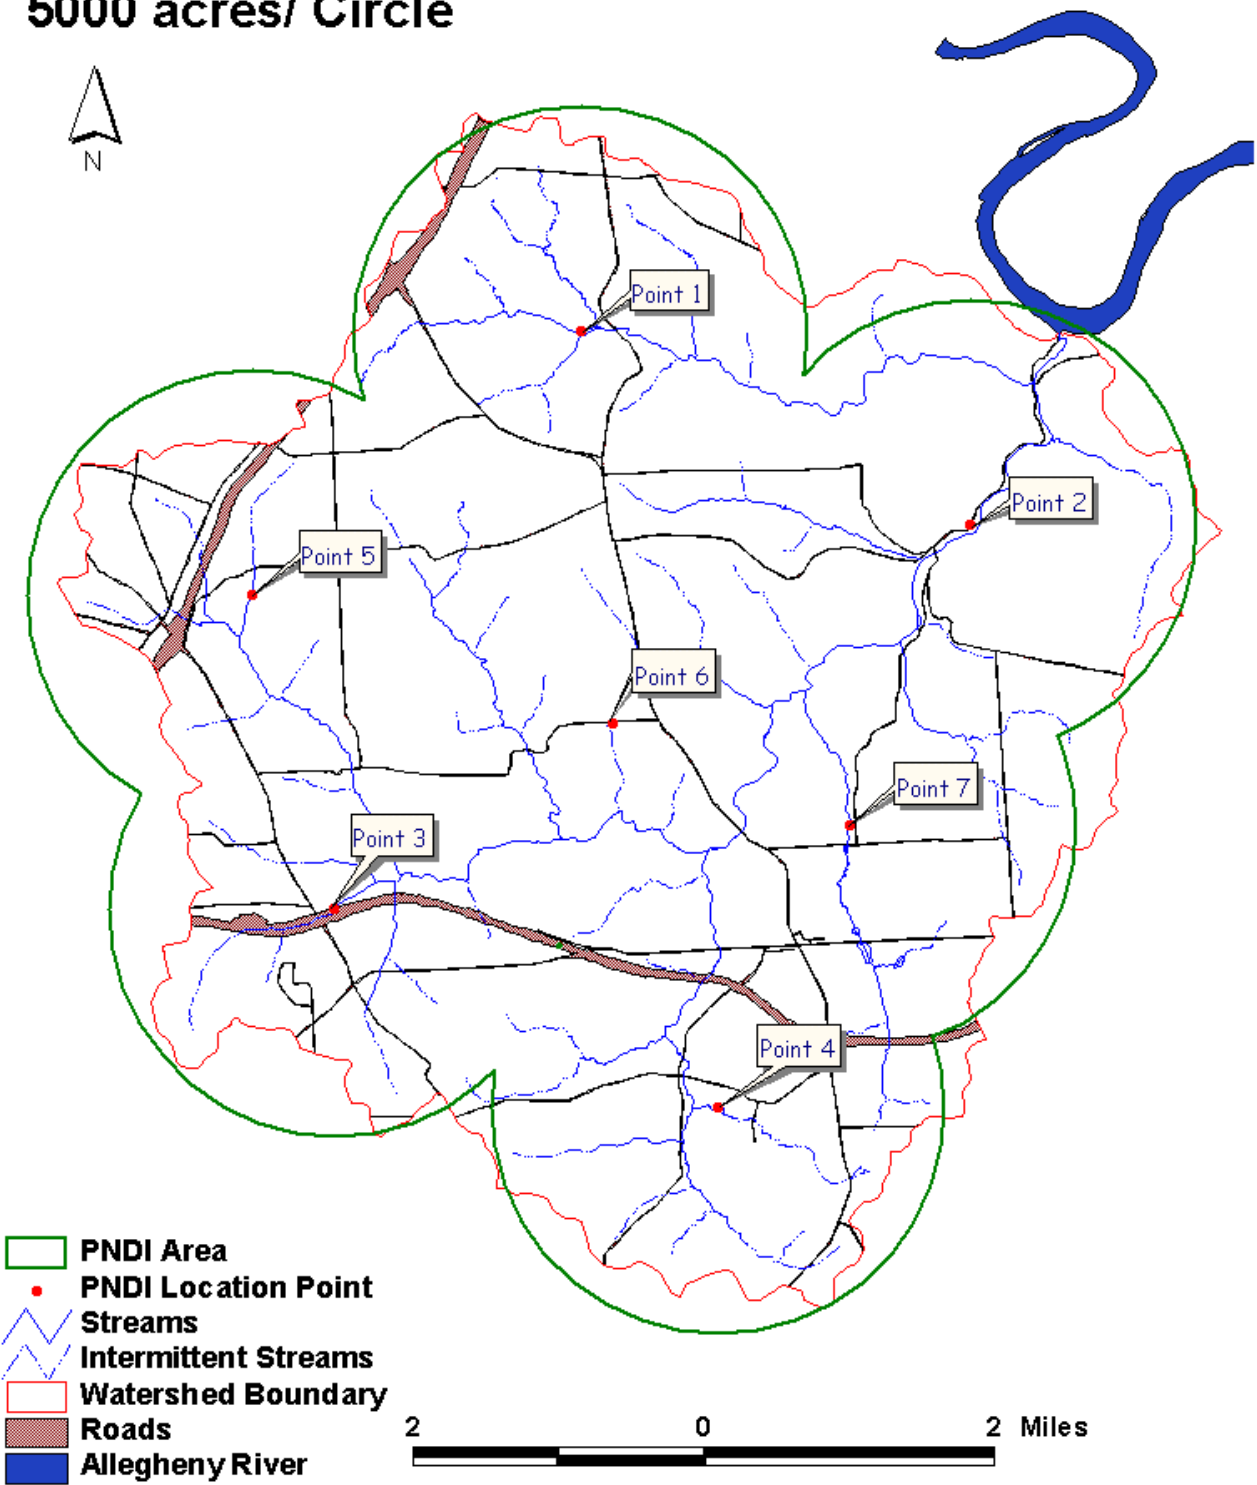 5000 acres/ Circle
N
Point 1
Point 2
Point 5
Point 6
Point 7
Point 3
Point 4
PNDI Area
PNDI Location Point
Streams
Intermittent Streams
Watershed Boundary
Roads
Allegheny River
2 0 2 Miles